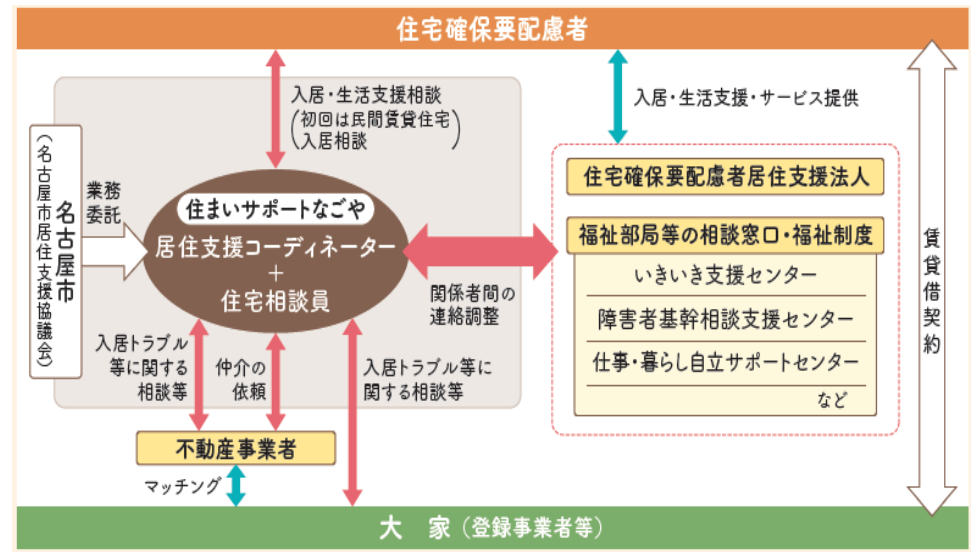 住宅確保要配慮者
入居・生活支援相談
（初回は民間賃貸住宅
入居相談）
入居・生活支援・サービス提供
名古屋市
（名古屋市居住支援協議会）
業務
委託
住まいサポートなごや
居住支援コーディネーター
＋
住宅相談員
関係者間の
連絡調整
住宅確保要配慮者居住支援法人
福祉部局等の相談窓口・福祉制度
いきいき支援センター
障害者基幹相談支援センター
仕事・暮らし自立サポートセンター
など
賃貸借契約
入居トラブル
等に関する
相談等
仲介の
依頼
入居トラブル等に
関する相談等
不動産事業者
マッチング
大　家（登録事業者等）